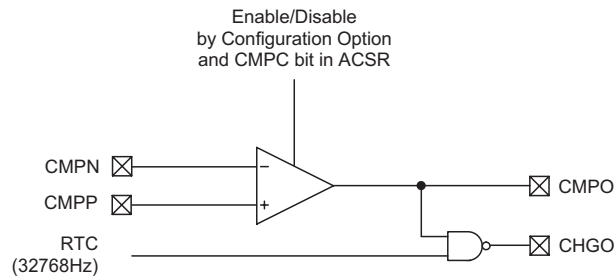 Enable/Disable
by Configuration Option
and CMPC bit in ACSR
CMPN
−
CMPP
+
CMPO
RTC
(32768Hz)
CHGO